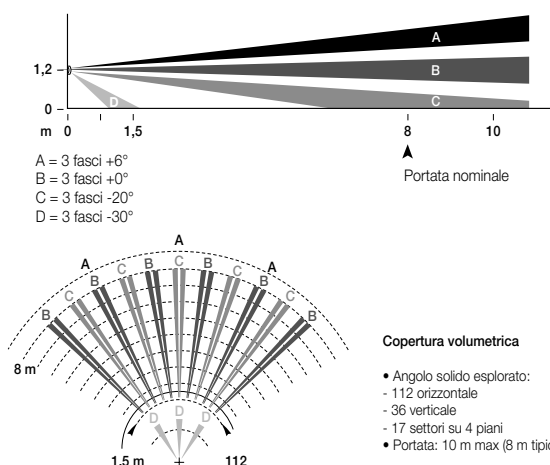 A
B
C
D
1,2
0
m 0 1,5 8 10
A = 3 fasci +6°
B = 3 fasci +0°
C = 3 fasci -20°
D = 3 fasci -30°
Portata nominale
A
A B C B A
C B C B C
B B
8 m
D D D
1,5 m 112
Copertura volumetrica
• Angolo solido esplorato:
- 112 orizzontale
- 36 verticale
- 17 settori su 4 piani
• Portata: 10 m max (8 m tipic